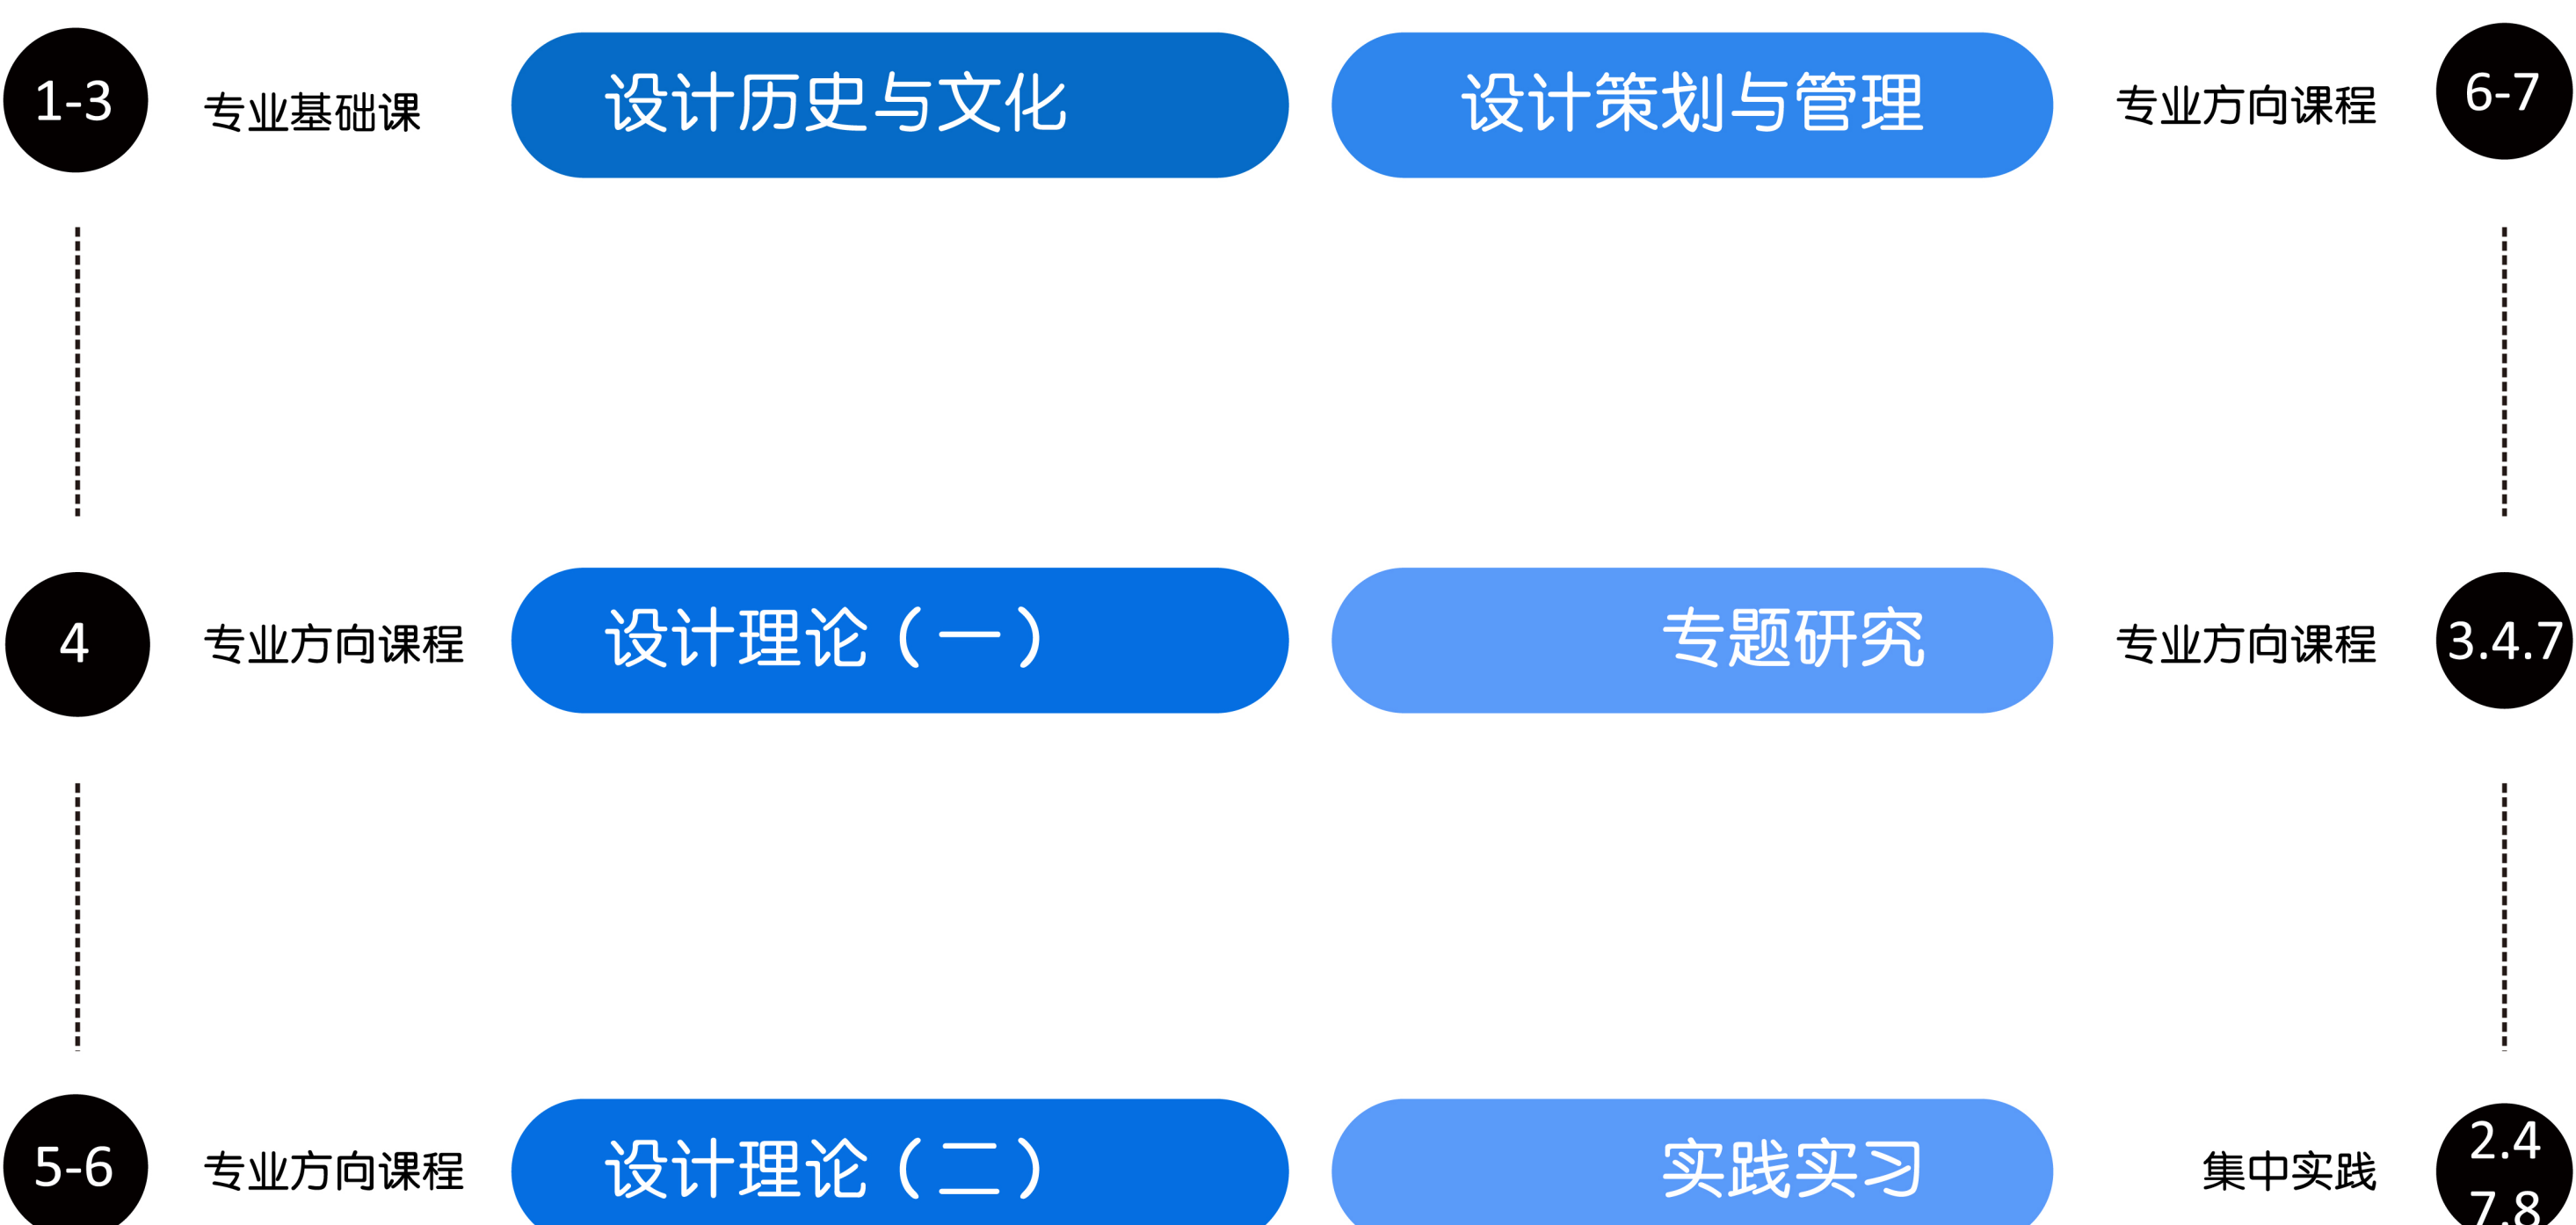 1-3 专业基础课 设计历史与文化 设计策划与管理 专业方向课程 6-7
4 专业方向课程 设计理论（一） 专题研究 专业方向课程 3.4.7
5-6 专业方向课程 设计理论（二） 实践实习 集中实践 2.4
7.8